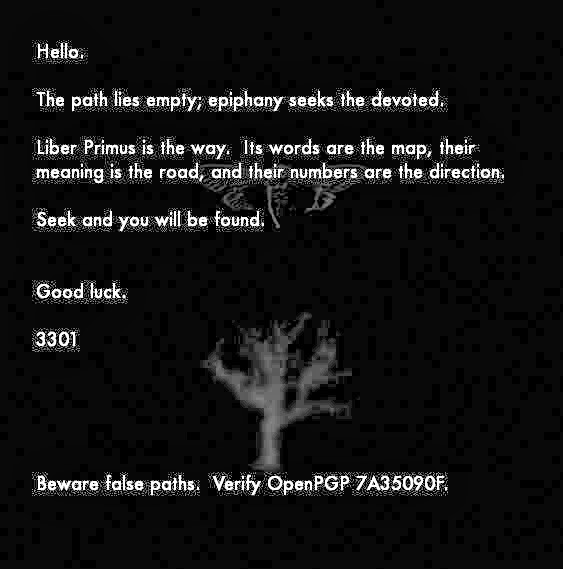 Hello.
The path lies empty; epiphany seeks the devoted.
Liber Primus is the way.  Its words are the map, their
meaning is the road, and their numbers are the direction.
Seek and you will be found.
Good luck.
3301
Beware false paths.  Verify OpenPGP 7A35090F.